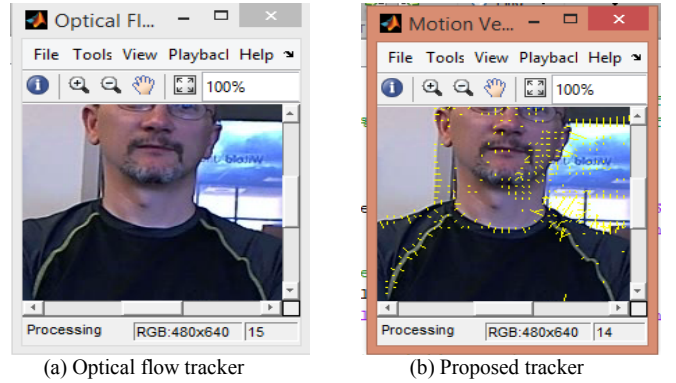 Optical Fl...
File Tools View Playbacl Help
100%
Processing RGB:480x640 15
(a) Optical flow tracker
Motion Ve...
File Tools View Playbacl Help
100%
Processing RGB:480x640 14
(b) Proposed tracker